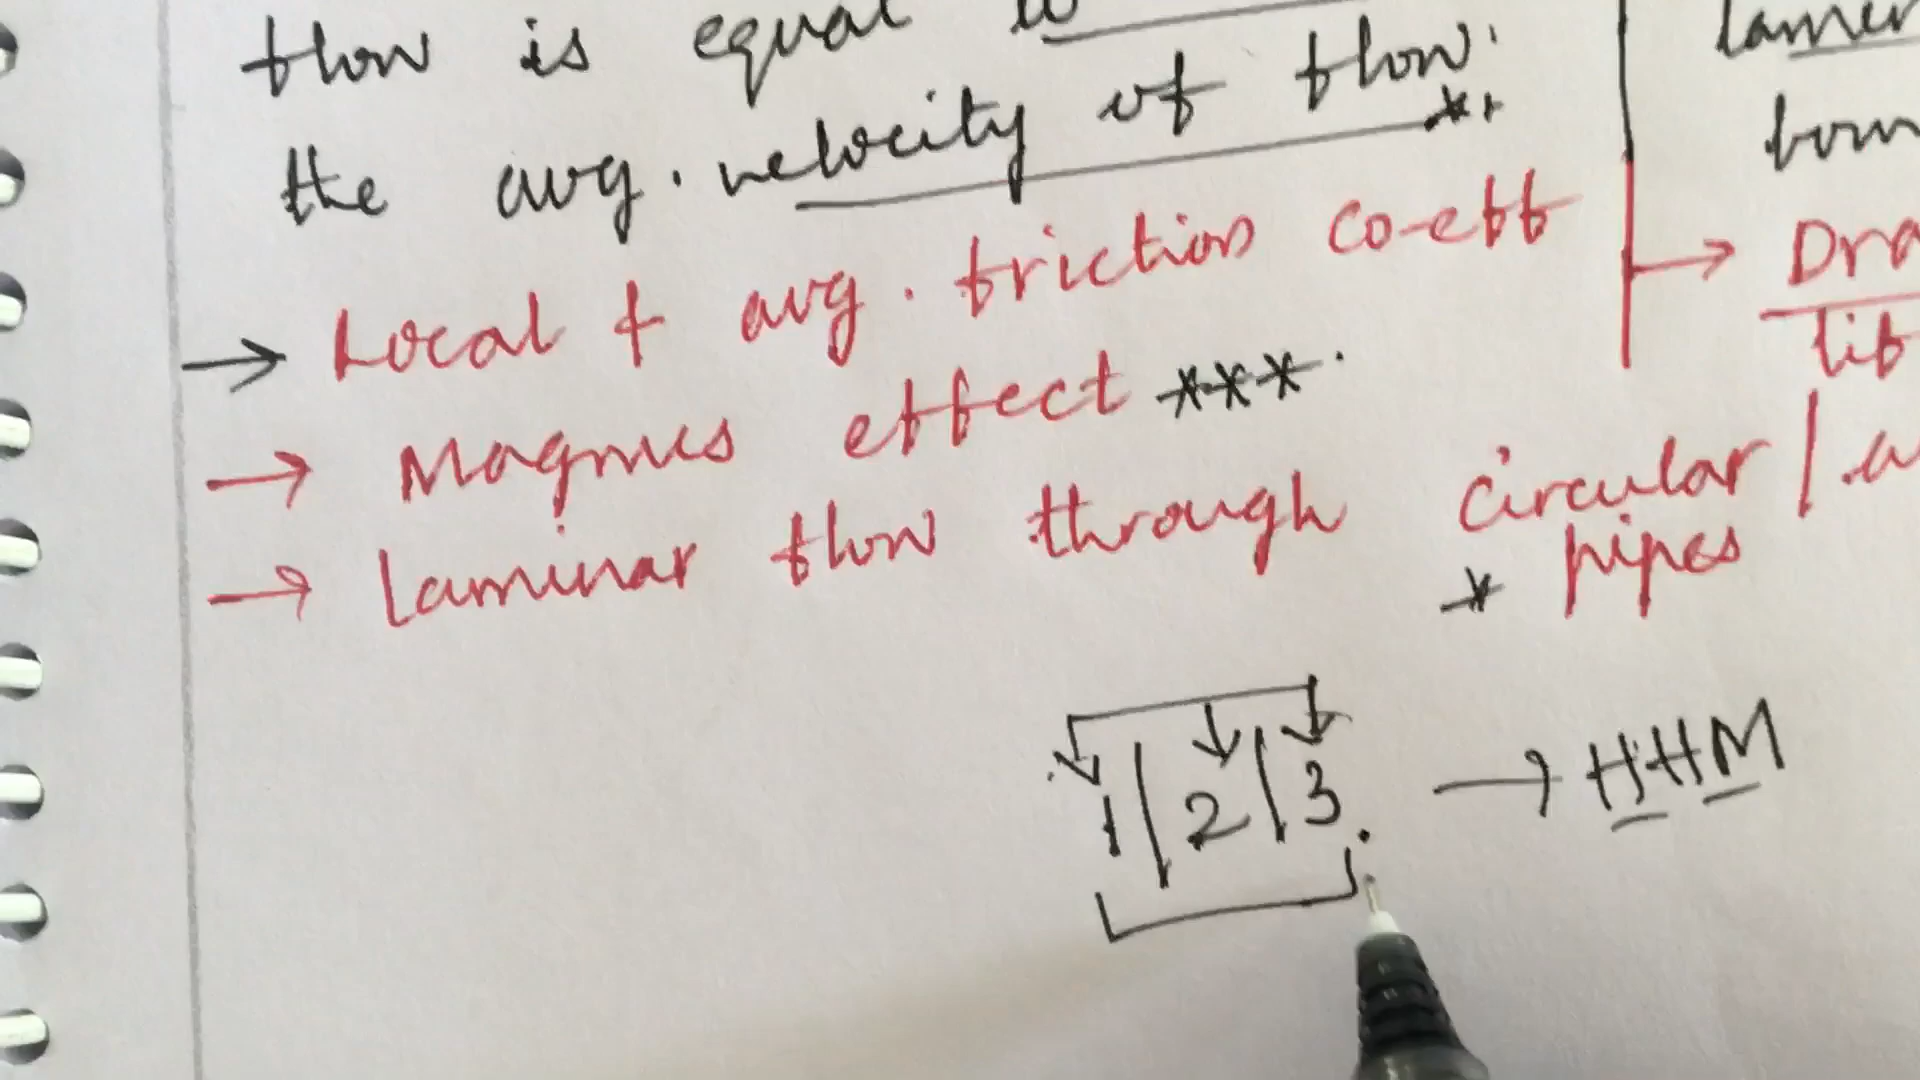 flow is equal to
the avg. velocity of flow.
→ Local & avg. friction co-eff
→ Magnus effect ***.
→ Laminar flow through circular /
* pipes
1 | 2 | 3. → HHM